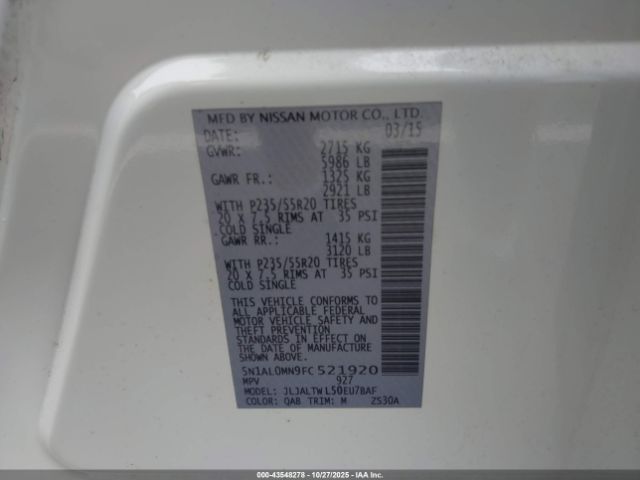 MFD BY NISSAN MOTOR CO., LTD.
DATE: 03/15
GVWR: 2715 KG
5986 LB
GAWR FR.: 1325 KG
2921 LB
WITH P235/55R20 TIRES
20 X 7.5 RIMS AT 35 PSI
COLD SINGLE
GAWR RR.: 1415 KG
3120 LB
WITH P235/55R20 TIRES
20 X 7.5 RIMS AT 35 PSI
COLD SINGLE
THIS VEHICLE CONFORMS TO
ALL APPLICABLE FEDERAL
MOTOR VEHICLE SAFETY AND
THEFT PREVENTION
STANDARDS IN EFFECT ON
THE DATE OF MANUFACTURE
SHOWN ABOVE.
5N1AL0MN9FC521920
MPV 927
MODEL: JLJALTWL50EU7BAF
COLOR: QAB TRIM: M ZS30A
000-43548278 - 10/27/2025 - IAAI.COM